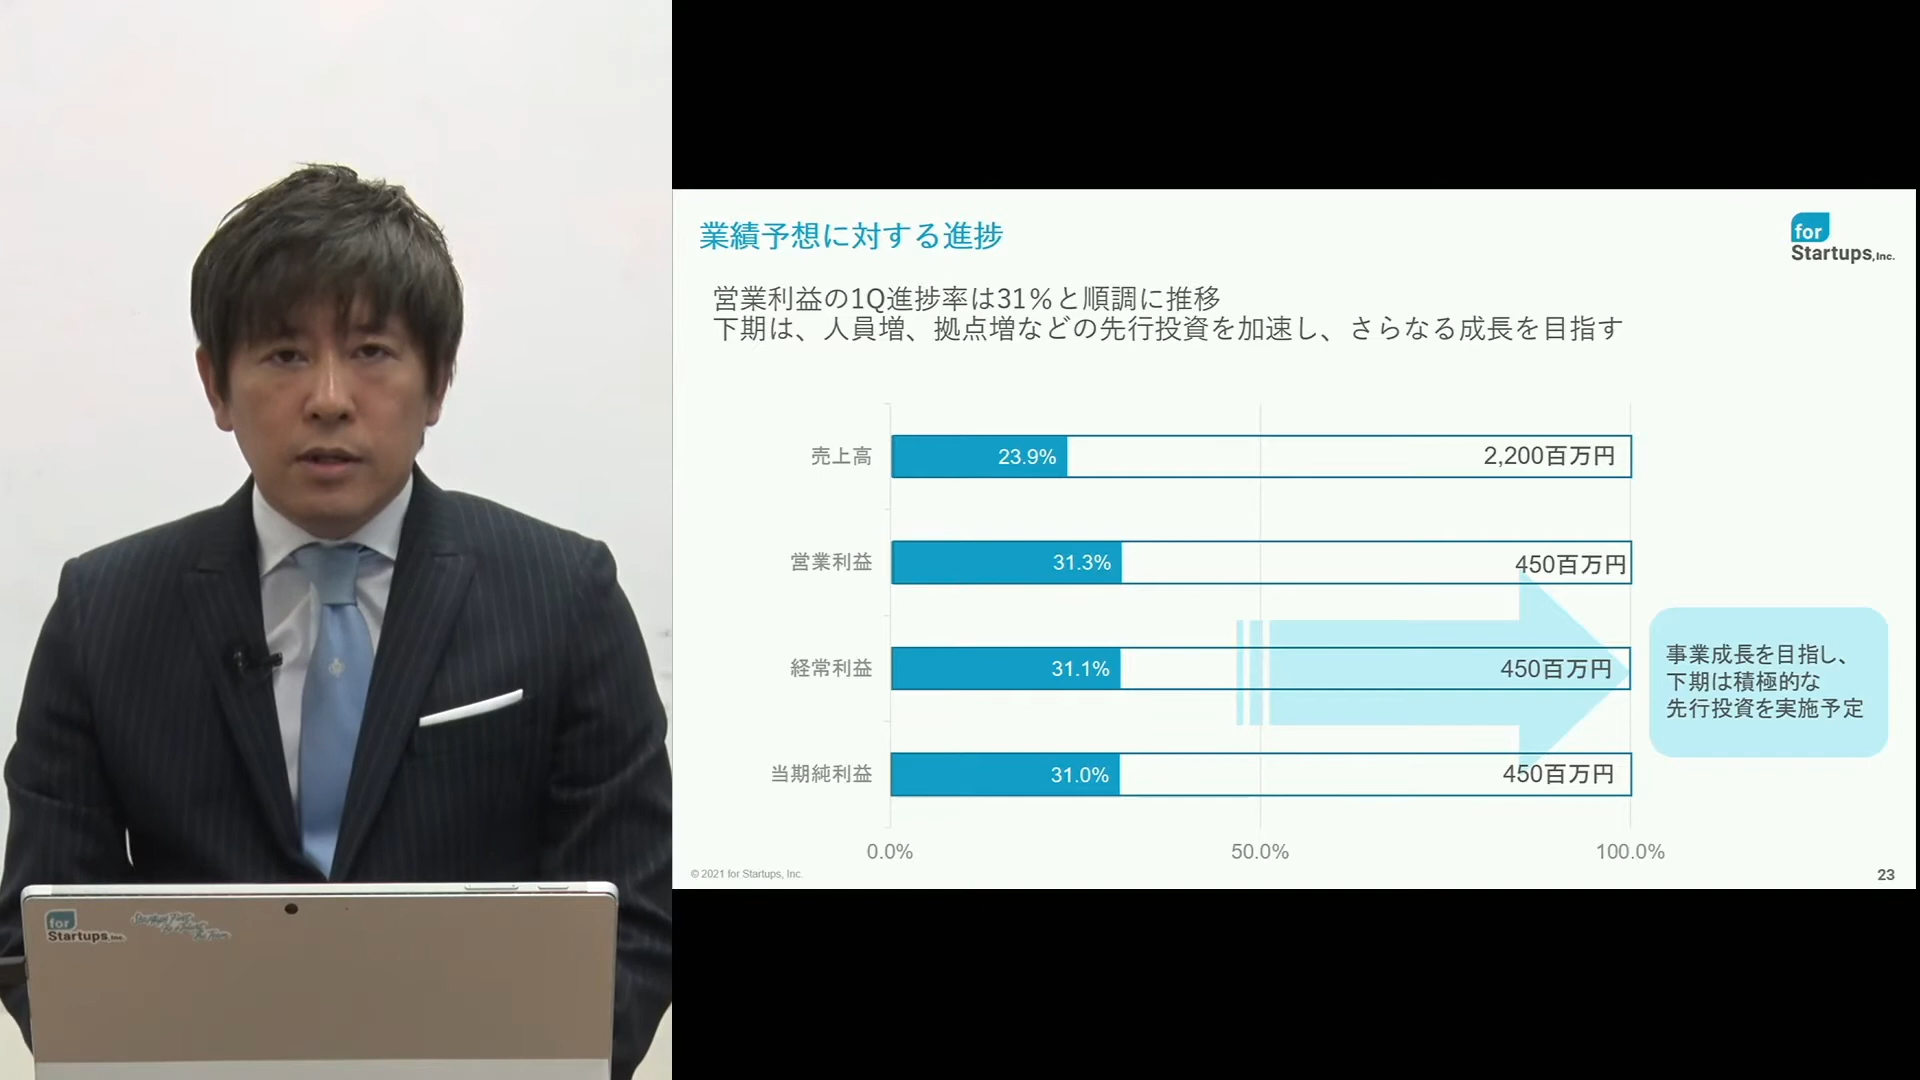 業績予想に対する進捗
for
Startups,Inc.
営業利益の1Q進捗率は31%と順調に推移
下期は、人員増、拠点増などの先行投資を加速し、さらなる成長を目指す
売上高
23.9%
2,200百万円
営業利益
31.3%
450百万円
経常利益
31.1%
450百万円
当期純利益
31.0%
450百万円
事業成長を目指し、
下期は積極的な
先行投資を実施予定
0.0%
50.0%
100.0%
© 2021 for Startups, Inc.
23
for
Startups,Inc.